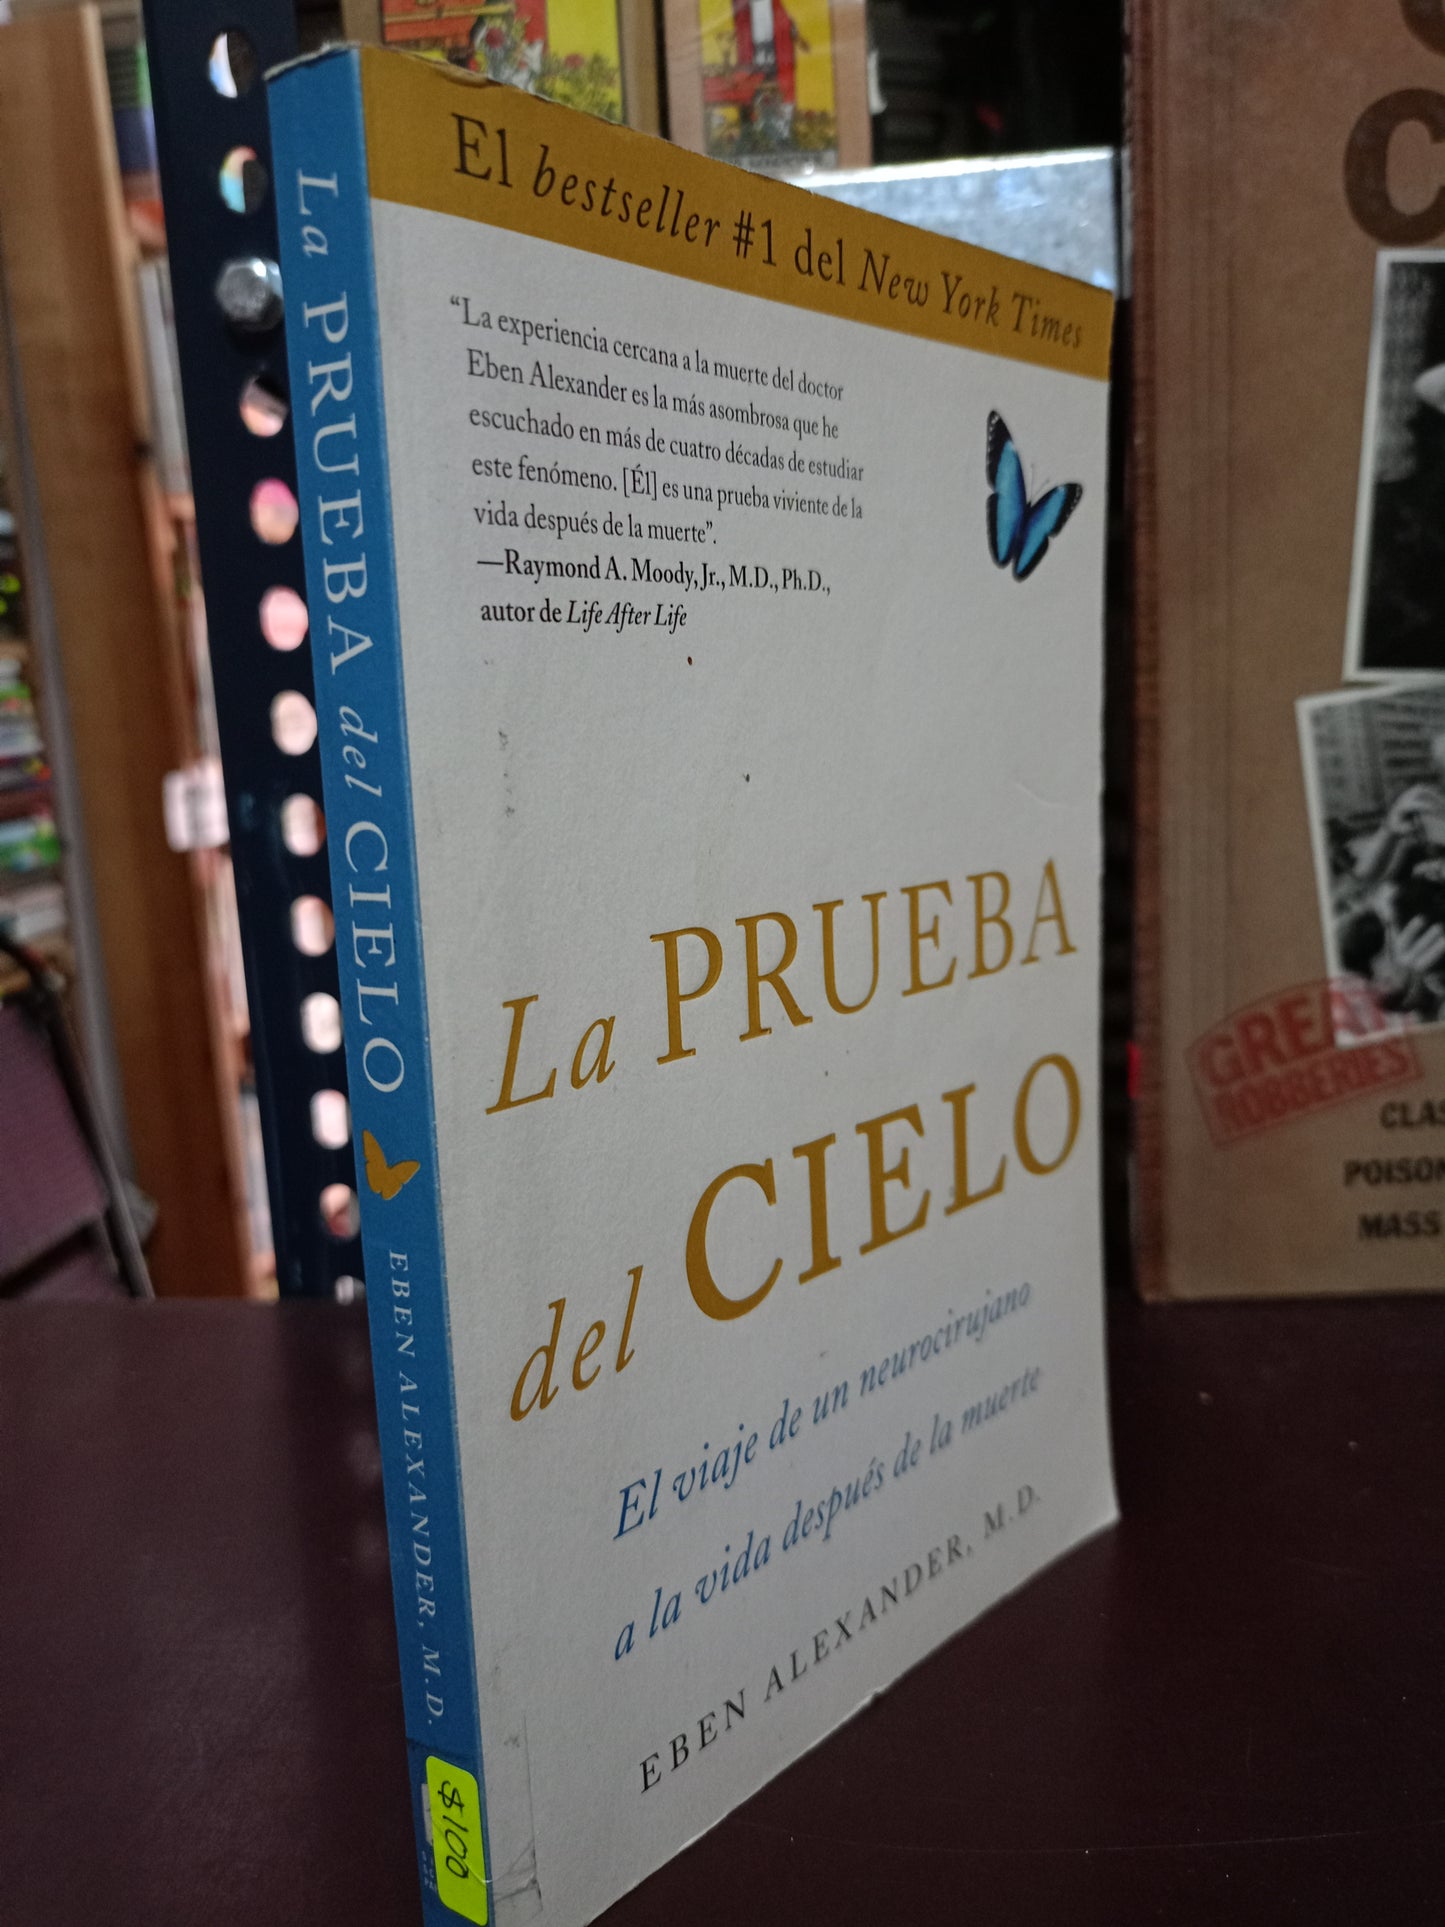 El bestseller #1 del New York Times
“La experiencia cercana a la muerte del doctor
Eben Alexander es la más asombrosa que he
escuchado en más de cuatro décadas de estudiar
este fenómeno. [Él] es una prueba viviente de la
vida después de la muerte”.
—Raymond A. Moody, Jr., M.D., Ph.D.,
autor de Life After Life
La PRUEBA
del CIELO
El viaje de un neurocirujano
a la vida después de la muerte
EBEN ALEXANDER, M.D.
La PRUEBA del CIELO
EBEN ALEXANDER, M.D.
$100
GREAT
ROBBERIES
CLAS
POISON
MASS